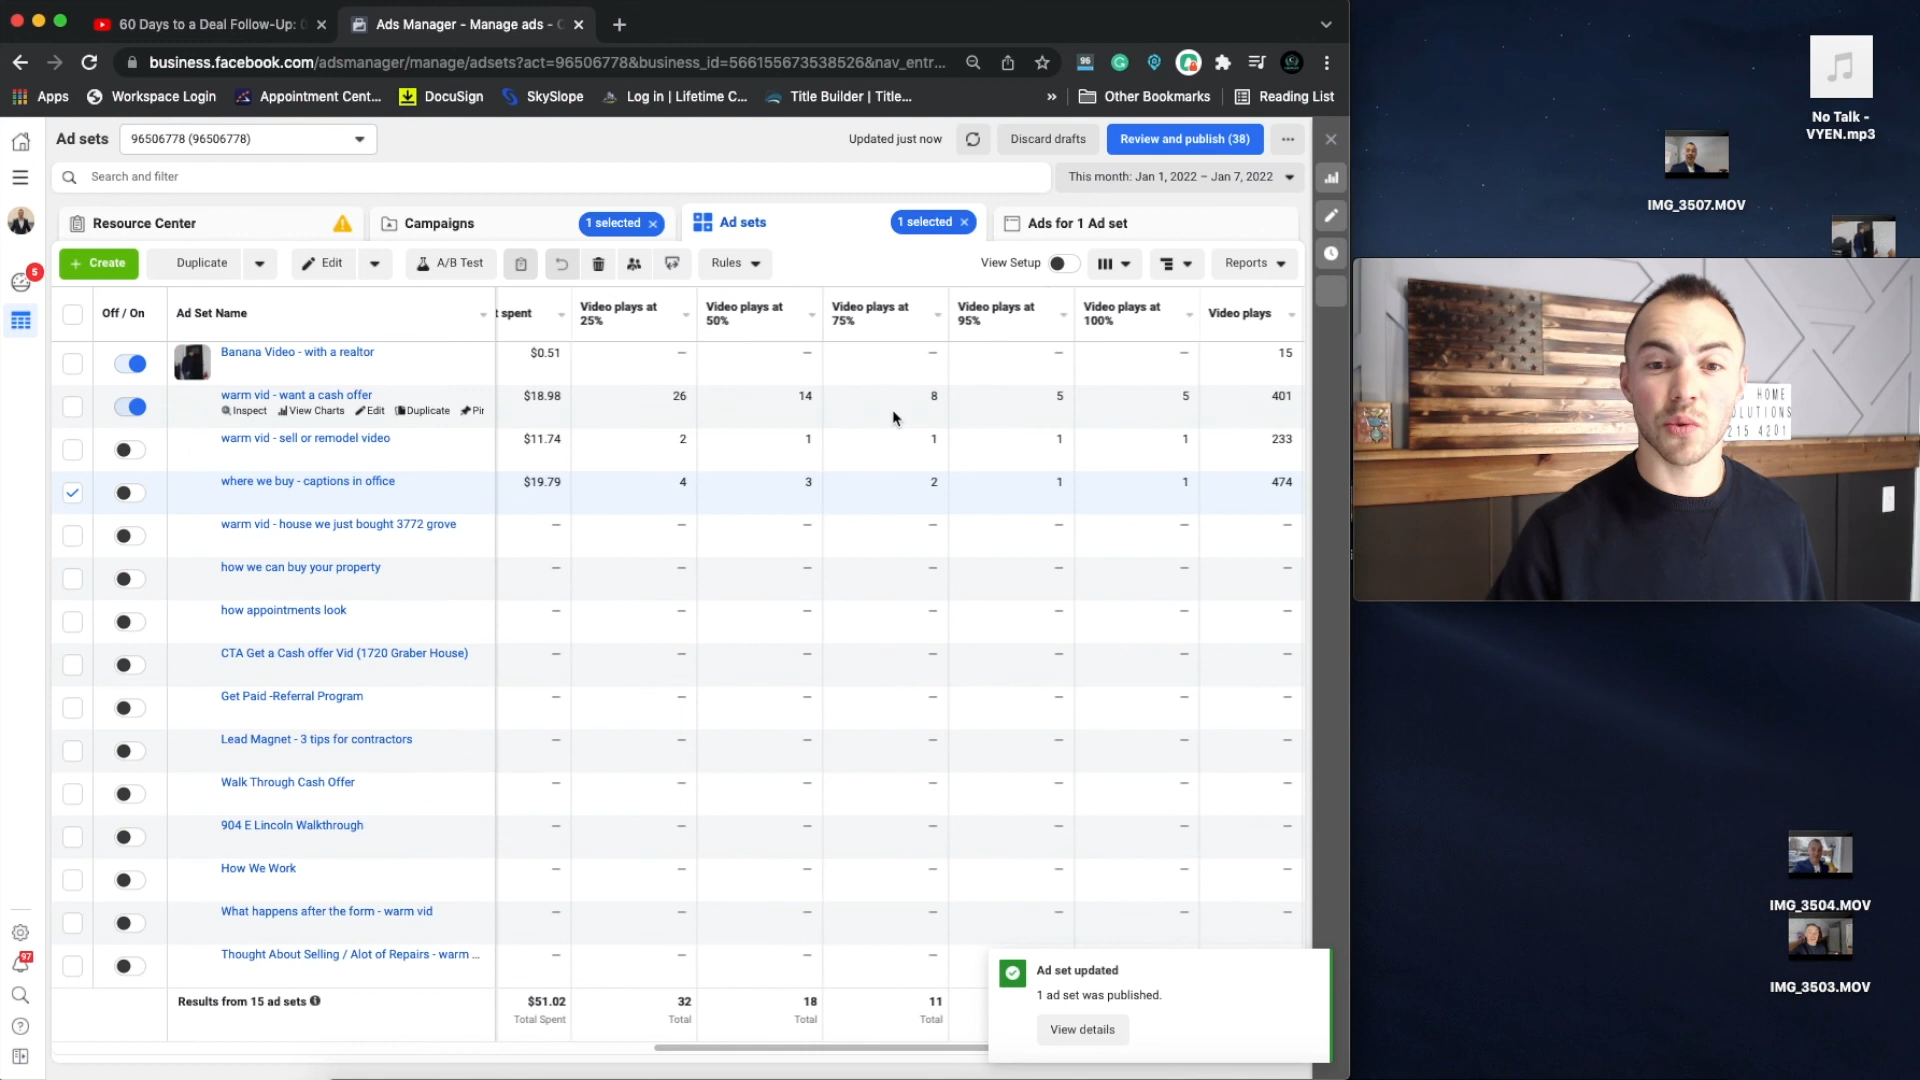 60 Days to a Deal Follow-Up:
Ads Manager - Manage ads -
business.facebook.com/adsmanager/manage/adsets?act=96506778&business_id=566155673538526&nav_entr...
96
Apps
Workspace Login
Appointment Cent...
DocuSign
SkySlope
Log in | Lifetime C...
Title Builder | Title...
»
Other Bookmarks
Reading List
Ad sets
96506778 (96506778)
Updated just now
Discard drafts
Review and publish (38)
Search and filter
This month: Jan 1, 2022 – Jan 7, 2022
Resource Center
Campaigns
1 selected ×
Ad sets
1 selected ×
Ads for 1 Ad set
+ Create
Duplicate
Edit
A/B Test
Rules
View Setup
Reports
Off / On
Ad Set Name
t spent
Video plays at 25%
Video plays at 50%
Video plays at 75%
Video plays at 95%
Video plays at 100%
Video plays
Banana Video - with a realtor $0.51 — — — — — 15
warm vid - want a cash offer $18.98 26 14 8 5 5 401
Inspect View Charts Edit Duplicate Pir
warm vid - sell or remodel video $11.74 2 1 1 1 1 233
where we buy - captions in office $19.79 4 3 2 1 1 474
warm vid - house we just bought 3772 grove — — — — — — —
how we can buy your property — — — — — — —
how appointments look — — — — — — —
CTA Get a Cash offer Vid (1720 Graber House) — — — — — — —
Get Paid -Referral Program — — — — — — —
Lead Magnet - 3 tips for contractors — — — — — — —
Walk Through Cash Offer — — — — — — —
904 E Lincoln Walkthrough — — — — — — —
How We Work — — — — — — —
What happens after the form - warm vid — — — — — — —
Thought About Selling / Alot of Repairs - warm ... — — — —
Results from 15 ad sets $51.02 32 18 11
Total Spent Total Total Total
Ad set updated
1 ad set was published.
View details
5
97
No Talk -
VYEN.mp3
IMG_3507.MOV
HOME
OLUTIONS
215 4201
IMG_3504.MOV
IMG_3503.MOV